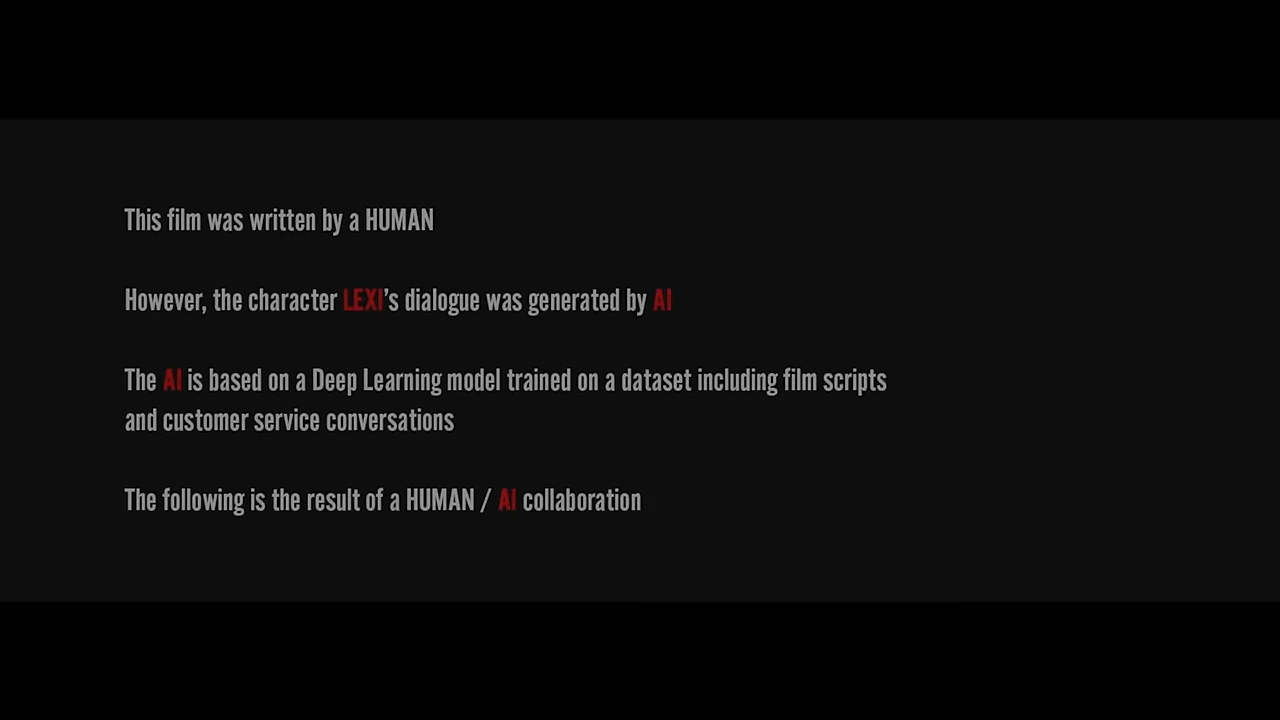 This film was written by a HUMAN
However, the character LEXI's dialogue was generated by AI
The AI is based on a Deep Learning model trained on a dataset including film scripts
and customer service conversations
The following is the result of a HUMAN / AI collaboration